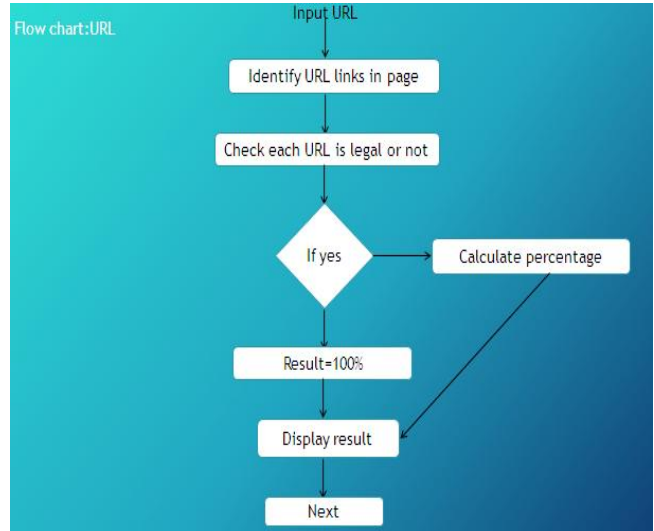 Input URL
Flow chart:URL
Identify URL links in page
Check each URL is legal or not
If yes
Calculate percentage
Result=100%
Display result
Next